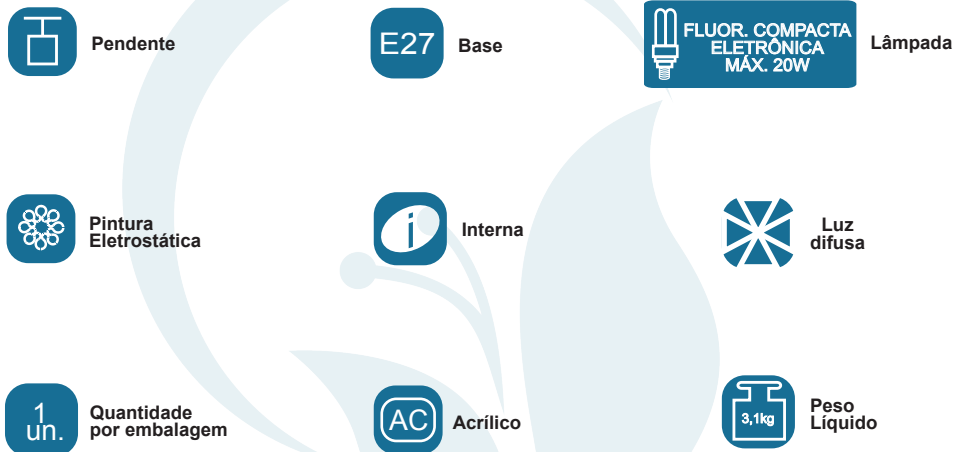 Pendente
E27
Base
FLUOR. COMPACTA
ELETRÔNICA
MÁX. 20W
Lâmpada
Pintura
Eletrostática
i
Interna
Luz
difusa
1
un.
Quantidade
por embalagem
AC
Acrílico
3,1kg
Peso
Líquido